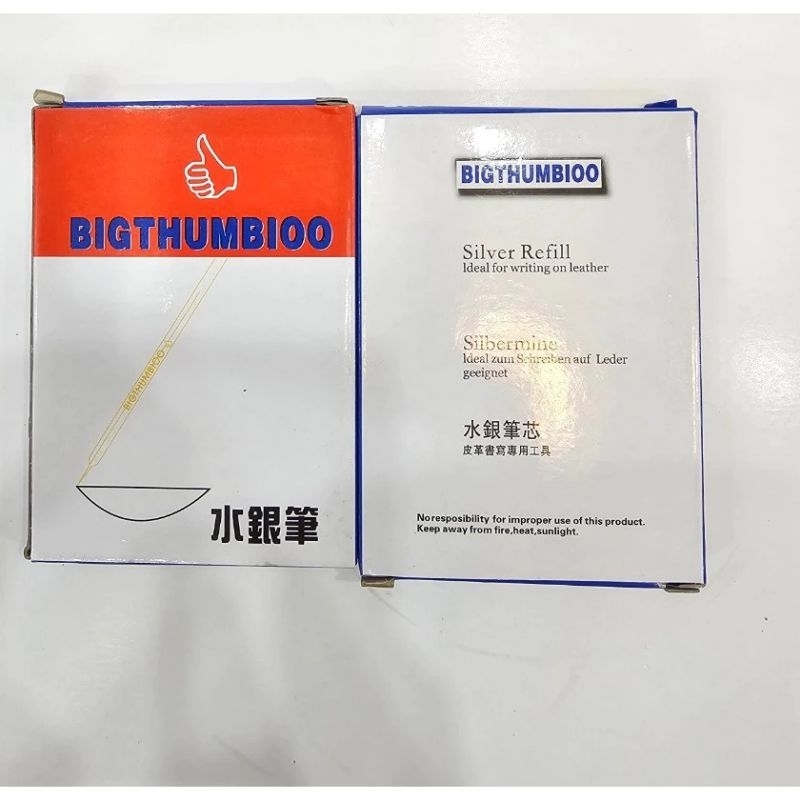 BIGTHUMBIOO
BIGTHUMBIOO
水銀筆
BIGTHUMBIOO
Silver Refill
Ideal for writing on leather
Silbermine
Ideal zum Schreiben auf Leder
geeignet
水銀筆芯
皮革書寫專用工具
No resposibility for improper use of this product.
Keep away from fire,heat,sunlight.